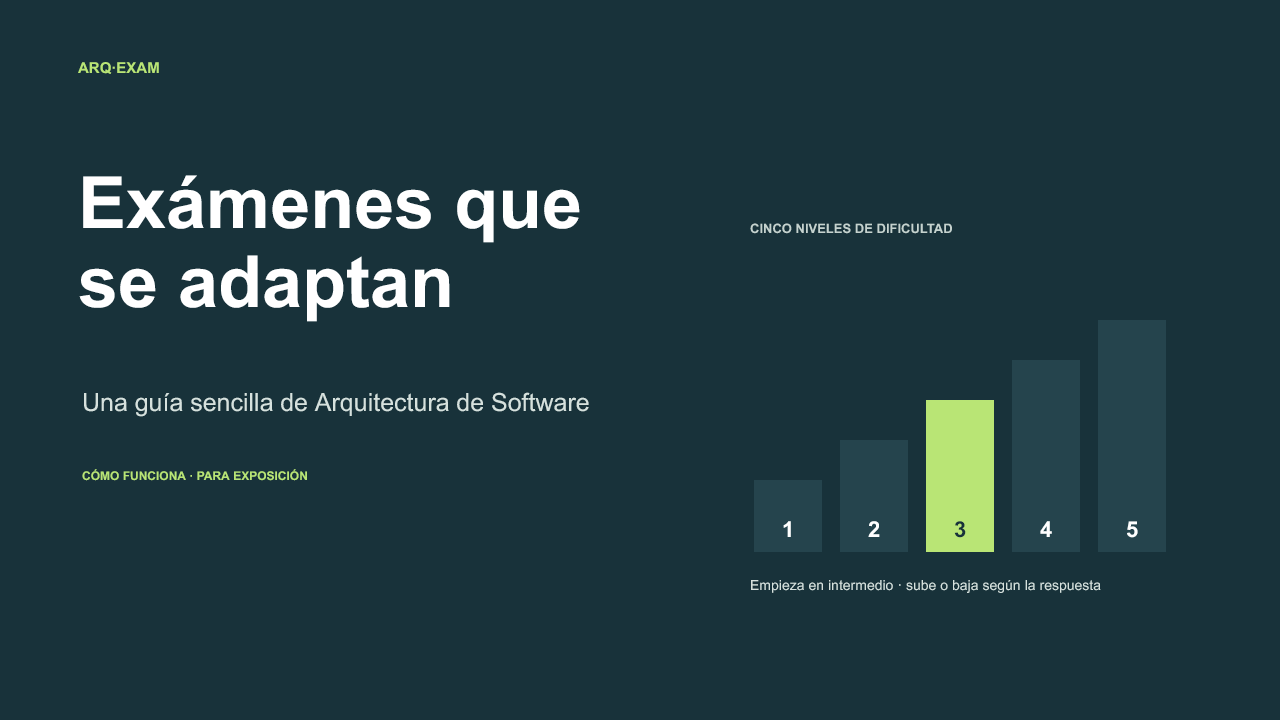 ARQ·EXAM
Exámenes que
se adaptan
Una guía sencilla de Arquitectura de Software
CÓMO FUNCIONA · PARA EXPOSICIÓN
CINCO NIVELES DE DIFICULTAD
1 2 3 4 5
Empieza en intermedio · sube o baja según la respuesta